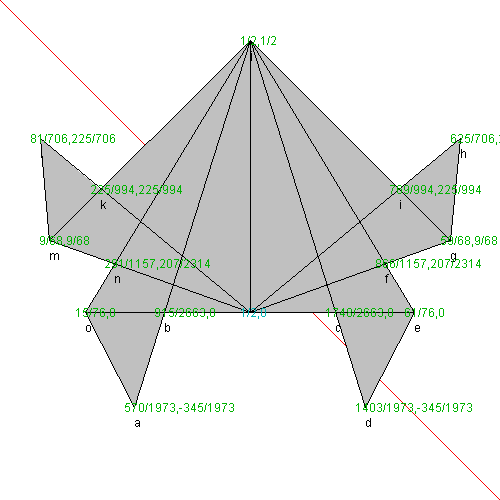 1/2,1/2
81/706,225/706 625/706,
h
225/994,225/994 769/994,225/994
k i
9/68,9/68 59/68,9/68
m g
291/1157,207/2314 866/1157,207/2314
n f
15/76,0 915/2663,0 1/2,0 1748/2663,0 61/76,0
o b c e
570/1973,-345/1973 1403/1973,-345/1973
a d